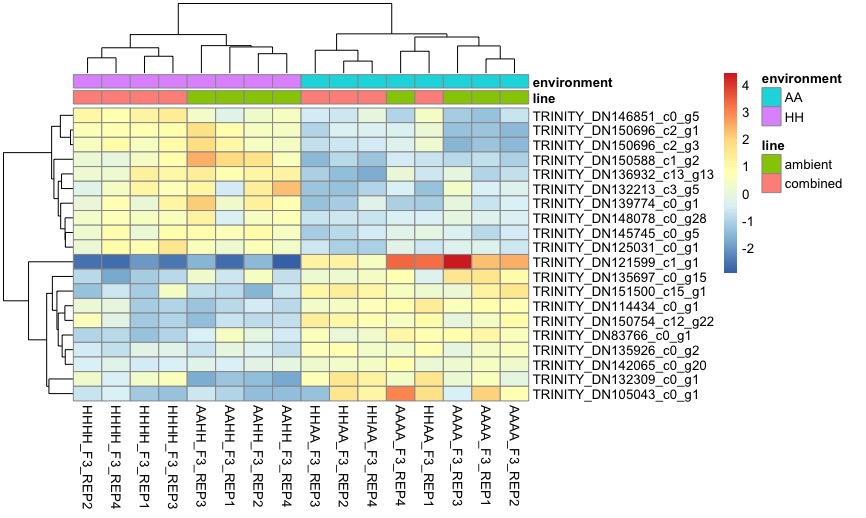 environment
line
TRINITY_DN146851_c0_g5
TRINITY_DN150696_c2_g1
TRINITY_DN150696_c2_g3
TRINITY_DN150588_c1_g2
TRINITY_DN136932_c13_g13
TRINITY_DN132213_c3_g5
TRINITY_DN139774_c0_g1
TRINITY_DN148078_c0_g28
TRINITY_DN145745_c0_g5
TRINITY_DN125031_c0_g1
TRINITY_DN121599_c1_g1
TRINITY_DN135697_c0_g15
TRINITY_DN151500_c15_g1
TRINITY_DN114434_c0_g1
TRINITY_DN150754_c12_g22
TRINITY_DN83766_c0_g1
TRINITY_DN135926_c0_g2
TRINITY_DN142065_c0_g20
TRINITY_DN132309_c0_g1
TRINITY_DN105043_c0_g1
HHHH_F3_REP2
HHHH_F3_REP4
HHHH_F3_REP1
HHHH_F3_REP3
AAHH_F3_REP3
AAHH_F3_REP1
AAHH_F3_REP2
AAHH_F3_REP4
HHAA_F3_REP3
HHAA_F3_REP2
HHAA_F3_REP4
AAAA_F3_REP4
HHAA_F3_REP1
AAAA_F3_REP3
AAAA_F3_REP1
AAAA_F3_REP2
4
3
2
1
0
-1
-2
environment
AA
HH
line
ambient
combined